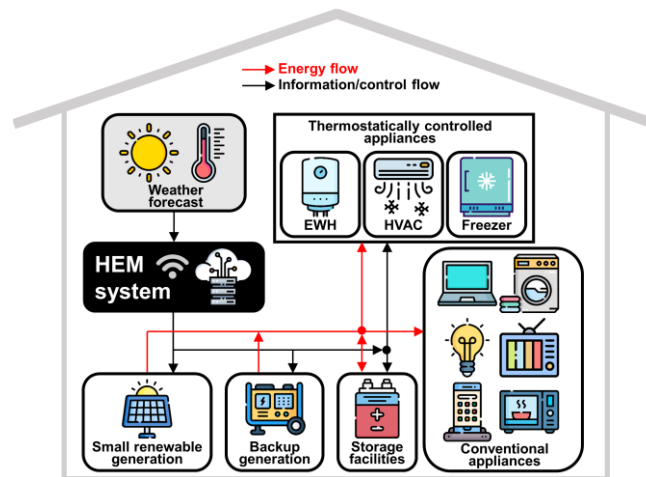 Energy flow
Information/control flow
Thermostatically controlled
appliances
Weather
forecast
EWH
HVAC
Freezer
HEM
system
Small renewable
generation
Backup
generation
Storage
facilities
Conventional
appliances